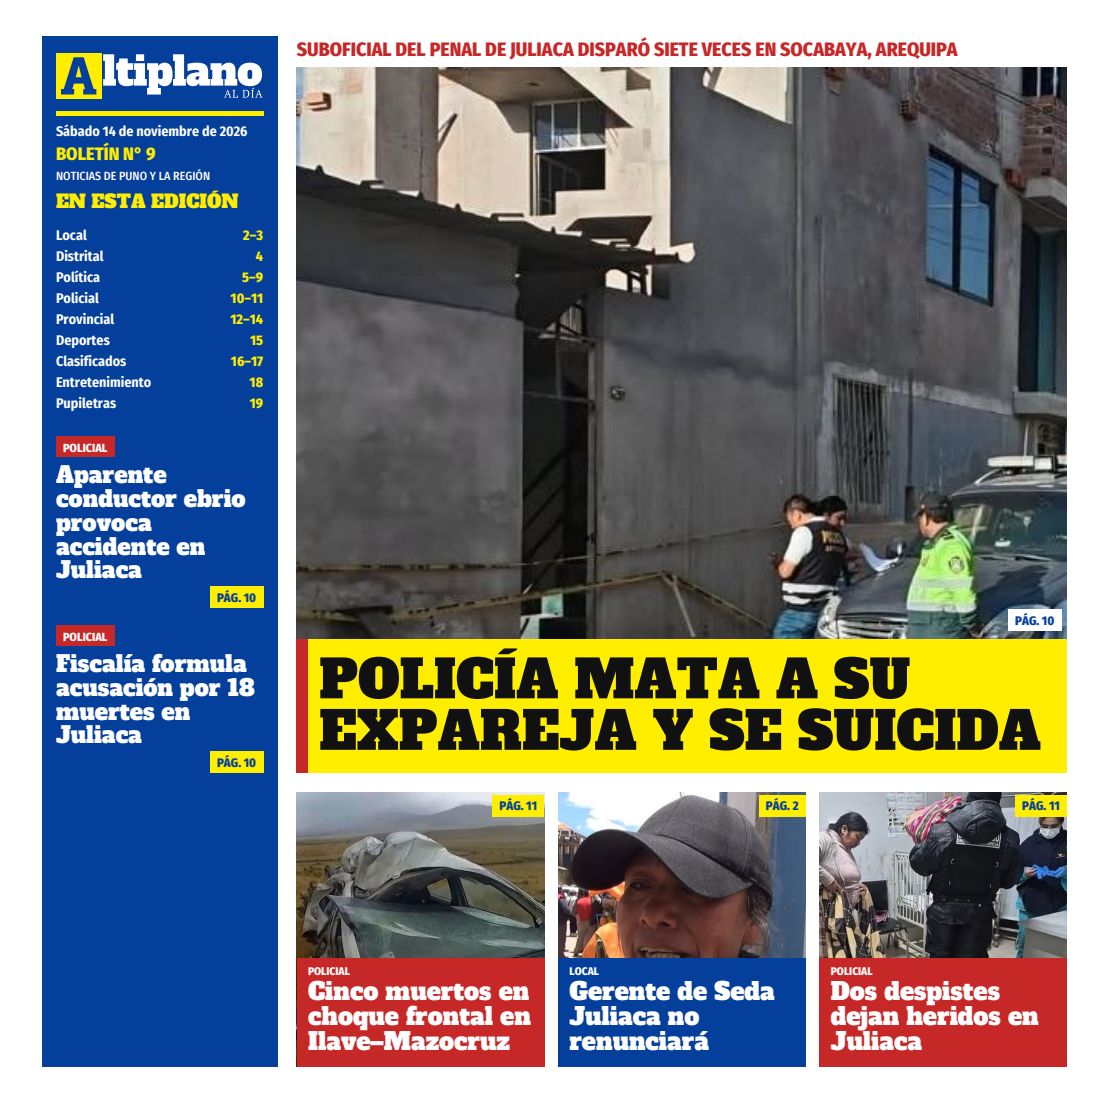 Altiplano
AL DÍA
Sábado 14 de noviembre de 2026
BOLETÍN N° 9
NOTICIAS DE PUNO Y LA REGIÓN
EN ESTA EDICIÓN
Local 2–3
Distrital 4
Política 5–9
Policial 10–11
Provincial 12–14
Deportes 15
Clasificados 16–17
Entretenimiento 18
Pupiletras 19
POLICIAL
Aparente
conductor ebrio
provoca
accidente en
Juliaca
PÁG. 10
POLICIAL
Fiscalía formula
acusación por 18
muertes en
Juliaca
PÁG. 10
SUBOFICIAL DEL PENAL DE JULIACA DISPARÓ SIETE VECES EN SOCABAYA, AREQUIPA
PÁG. 10
POLICÍA MATA A SU
EXPAREJA Y SE SUICIDA
PÁG. 11
POLICIAL
Cinco muertos en
choque frontal en
Ilave–Mazocruz
PÁG. 2
LOCAL
Gerente de Seda
Juliaca no
renunciará
PÁG. 11
POLICIAL
Dos despistes
dejan heridos en
Juliaca